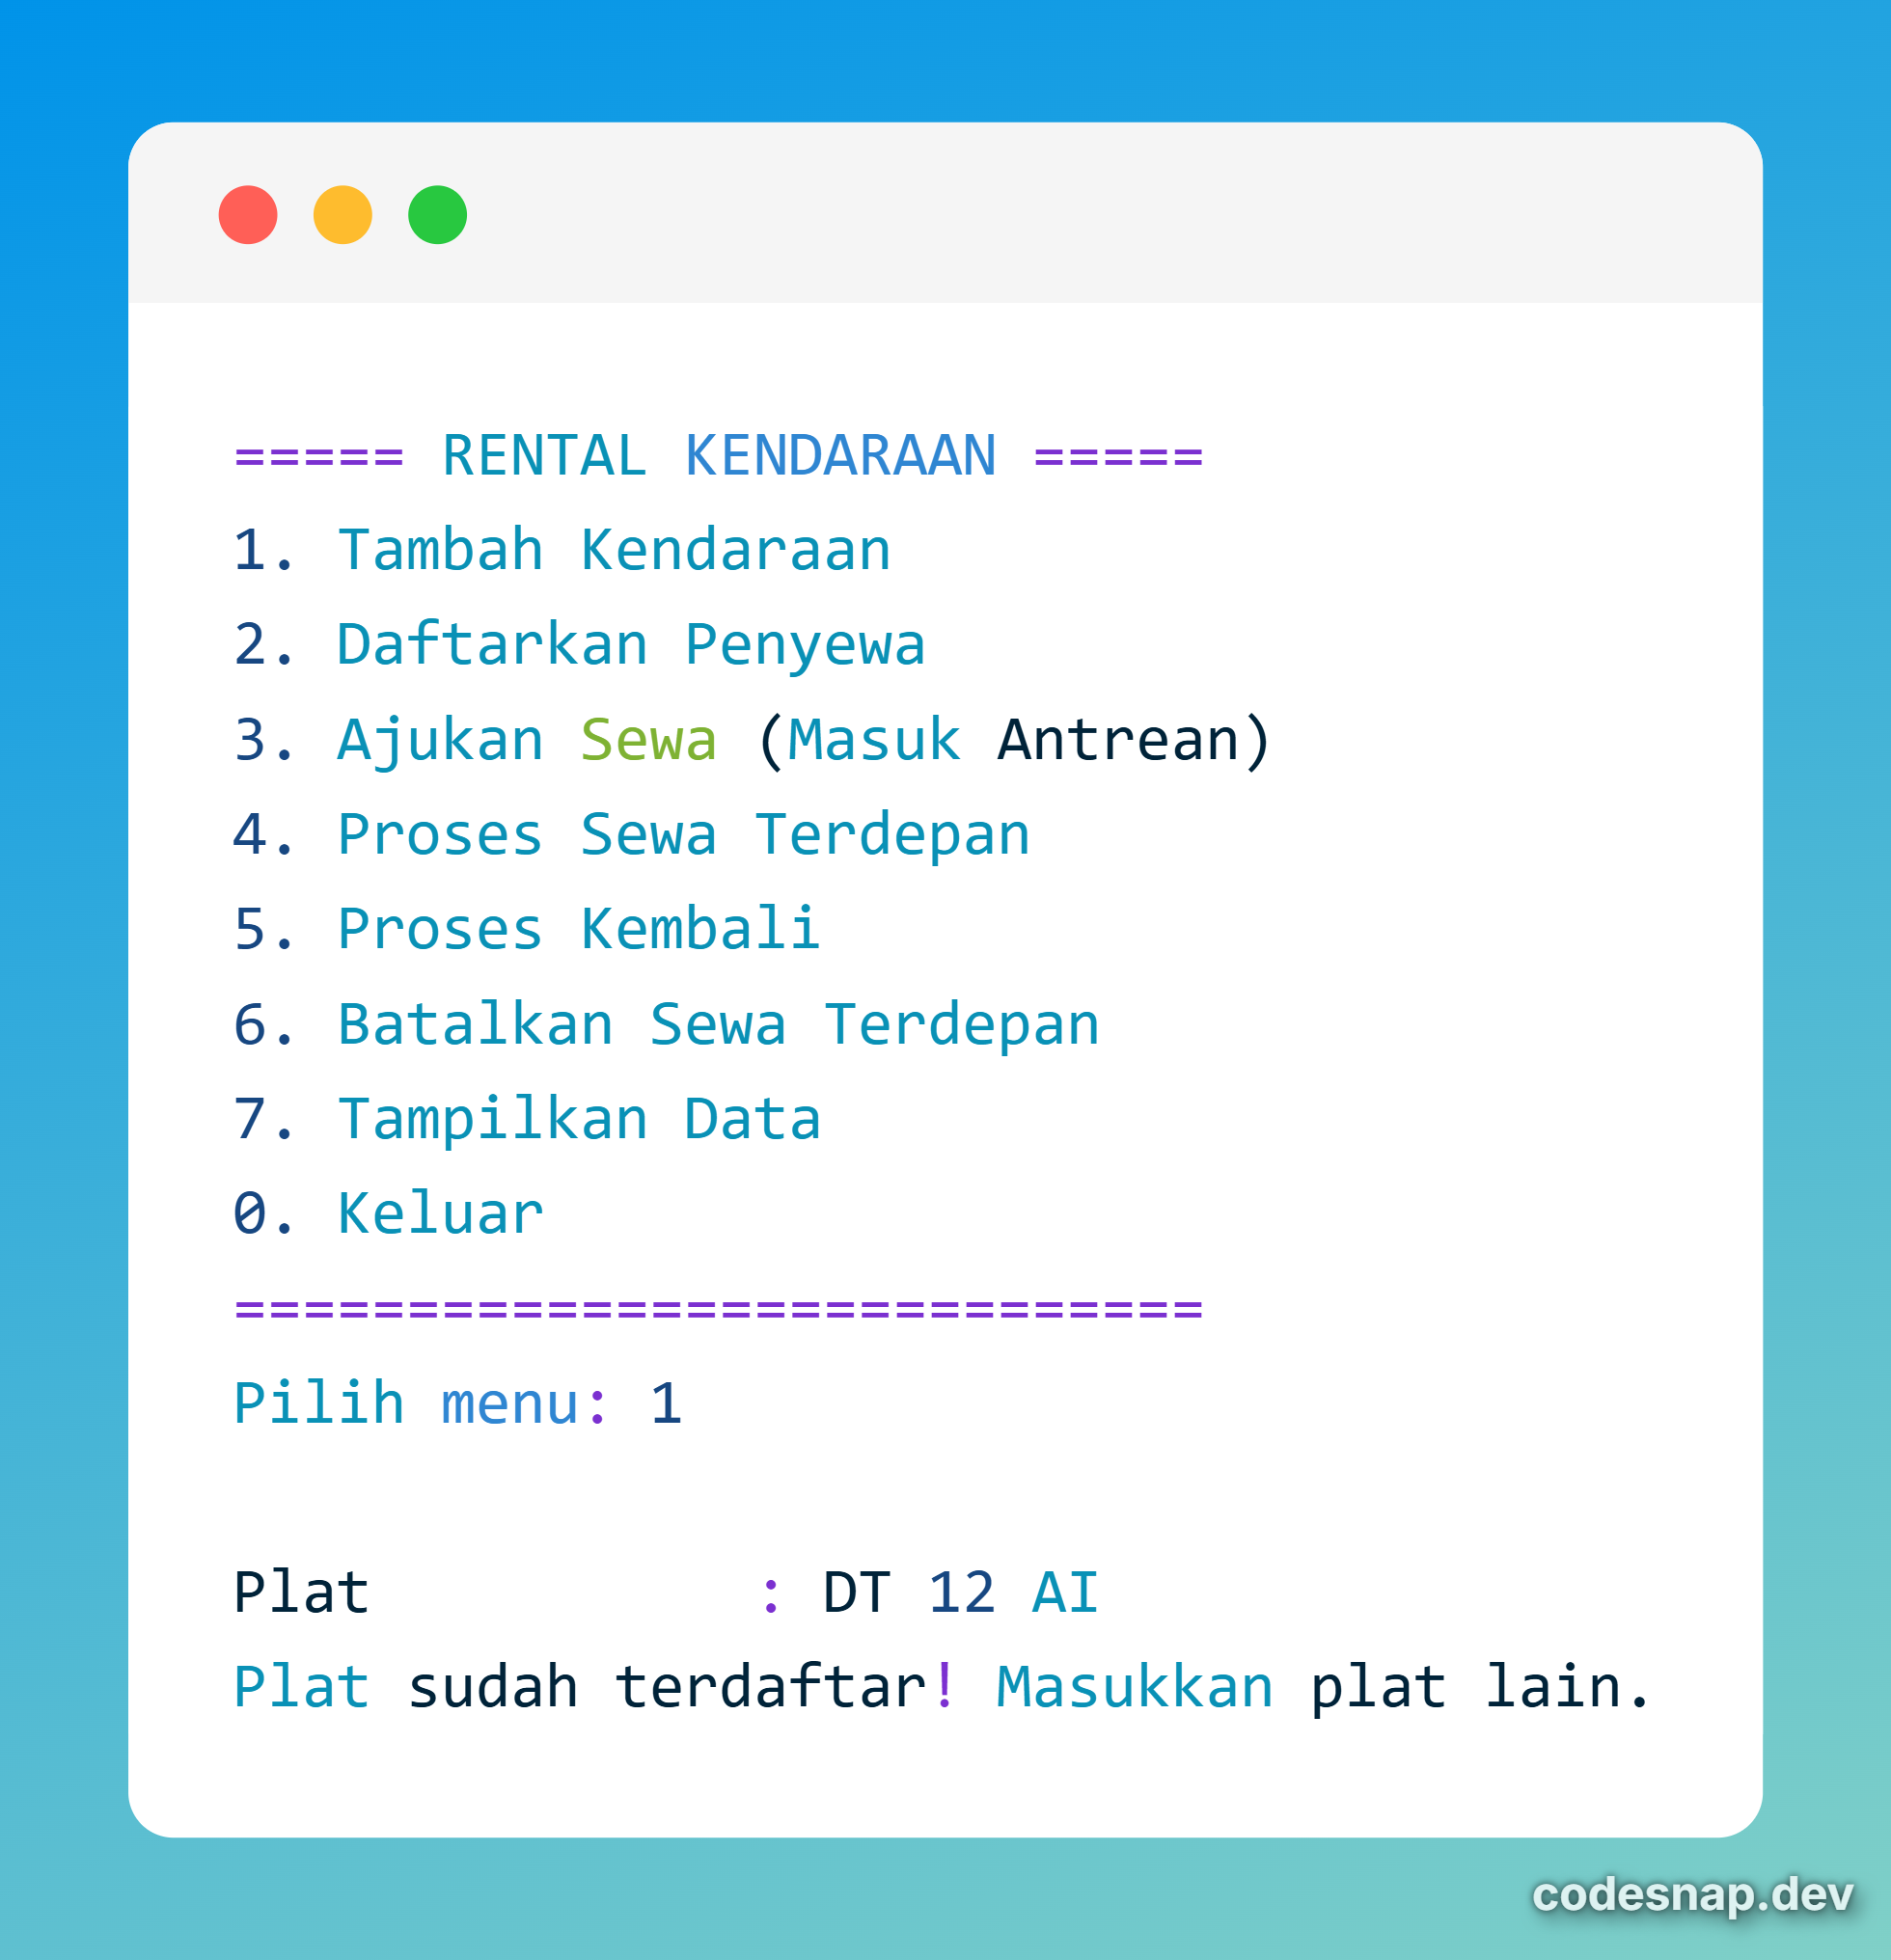 ===== RENTAL KENDARAAN =====
1. Tambah Kendaraan
2. Daftarkan Penyewa
3. Ajukan Sewa (Masuk Antrean)
4. Proses Sewa Terdepan
5. Proses Kembali
6. Batalkan Sewa Terdepan
7. Tampilkan Data
0. Keluar
============================
Pilih menu: 1

Plat           : DT 12 AI
Plat sudah terdaftar! Masukkan plat lain.
codesnap.dev